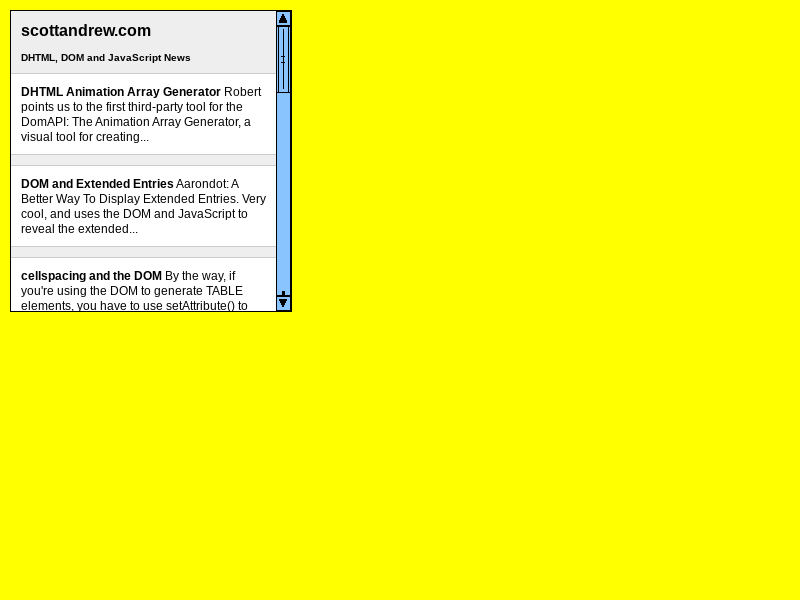 scottandrew.com
DHTML, DOM and JavaScript News
DHTML Animation Array Generator Robert
points us to the first third-party tool for the
DomAPI: The Animation Array Generator, a
visual tool for creating...
DOM and Extended Entries Aarondot: A
Better Way To Display Extended Entries. Very
cool, and uses the DOM and JavaScript to
reveal the extended...
cellspacing and the DOM By the way, if
you're using the DOM to generate TABLE
elements, you have to use setAttribute() to